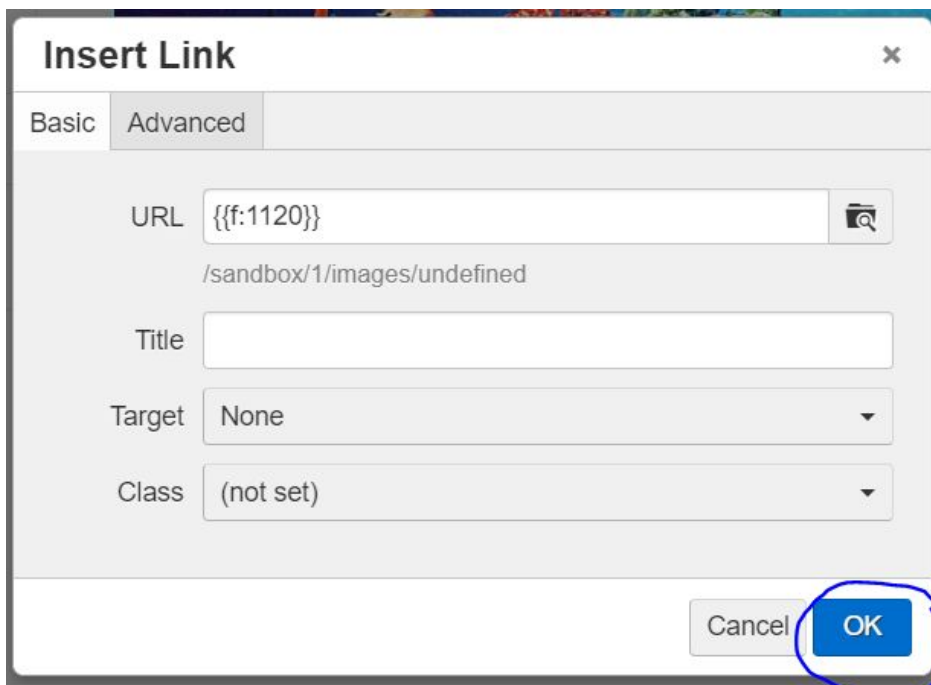 Insert Link ×
Basic Advanced
URL {{f:1120}}
/sandbox/1/images/undefined
Title
Target None
Class (not set)
Cancel OK